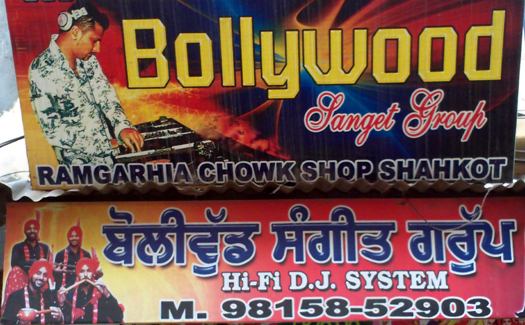 Bollywood
Sanget Group
RAMGARHIA CHOWK SHOP SHAHKOT
ਬੋਲੀਵੁੱਡ ਸੰਗੀਤ ਗਰੁੱਪ
Hi-Fi D.J. SYSTEM
M. 98158-52903